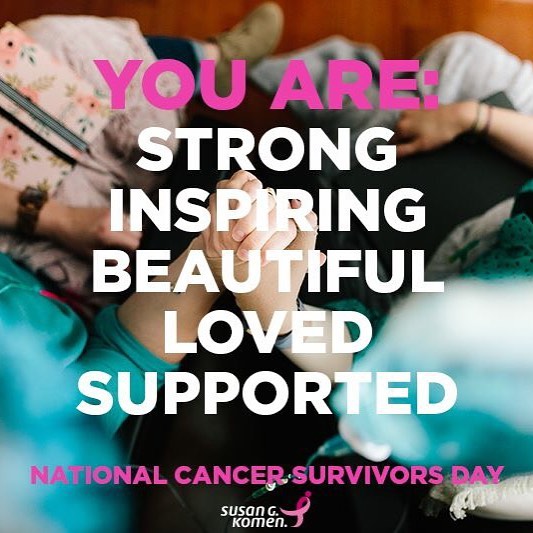 YOU ARE:
STRONG
INSPIRING
BEAUTIFUL
LOVED
SUPPORTED
NATIONAL CANCER SURVIVORS DAY
SUSAN G.
KOMEN.